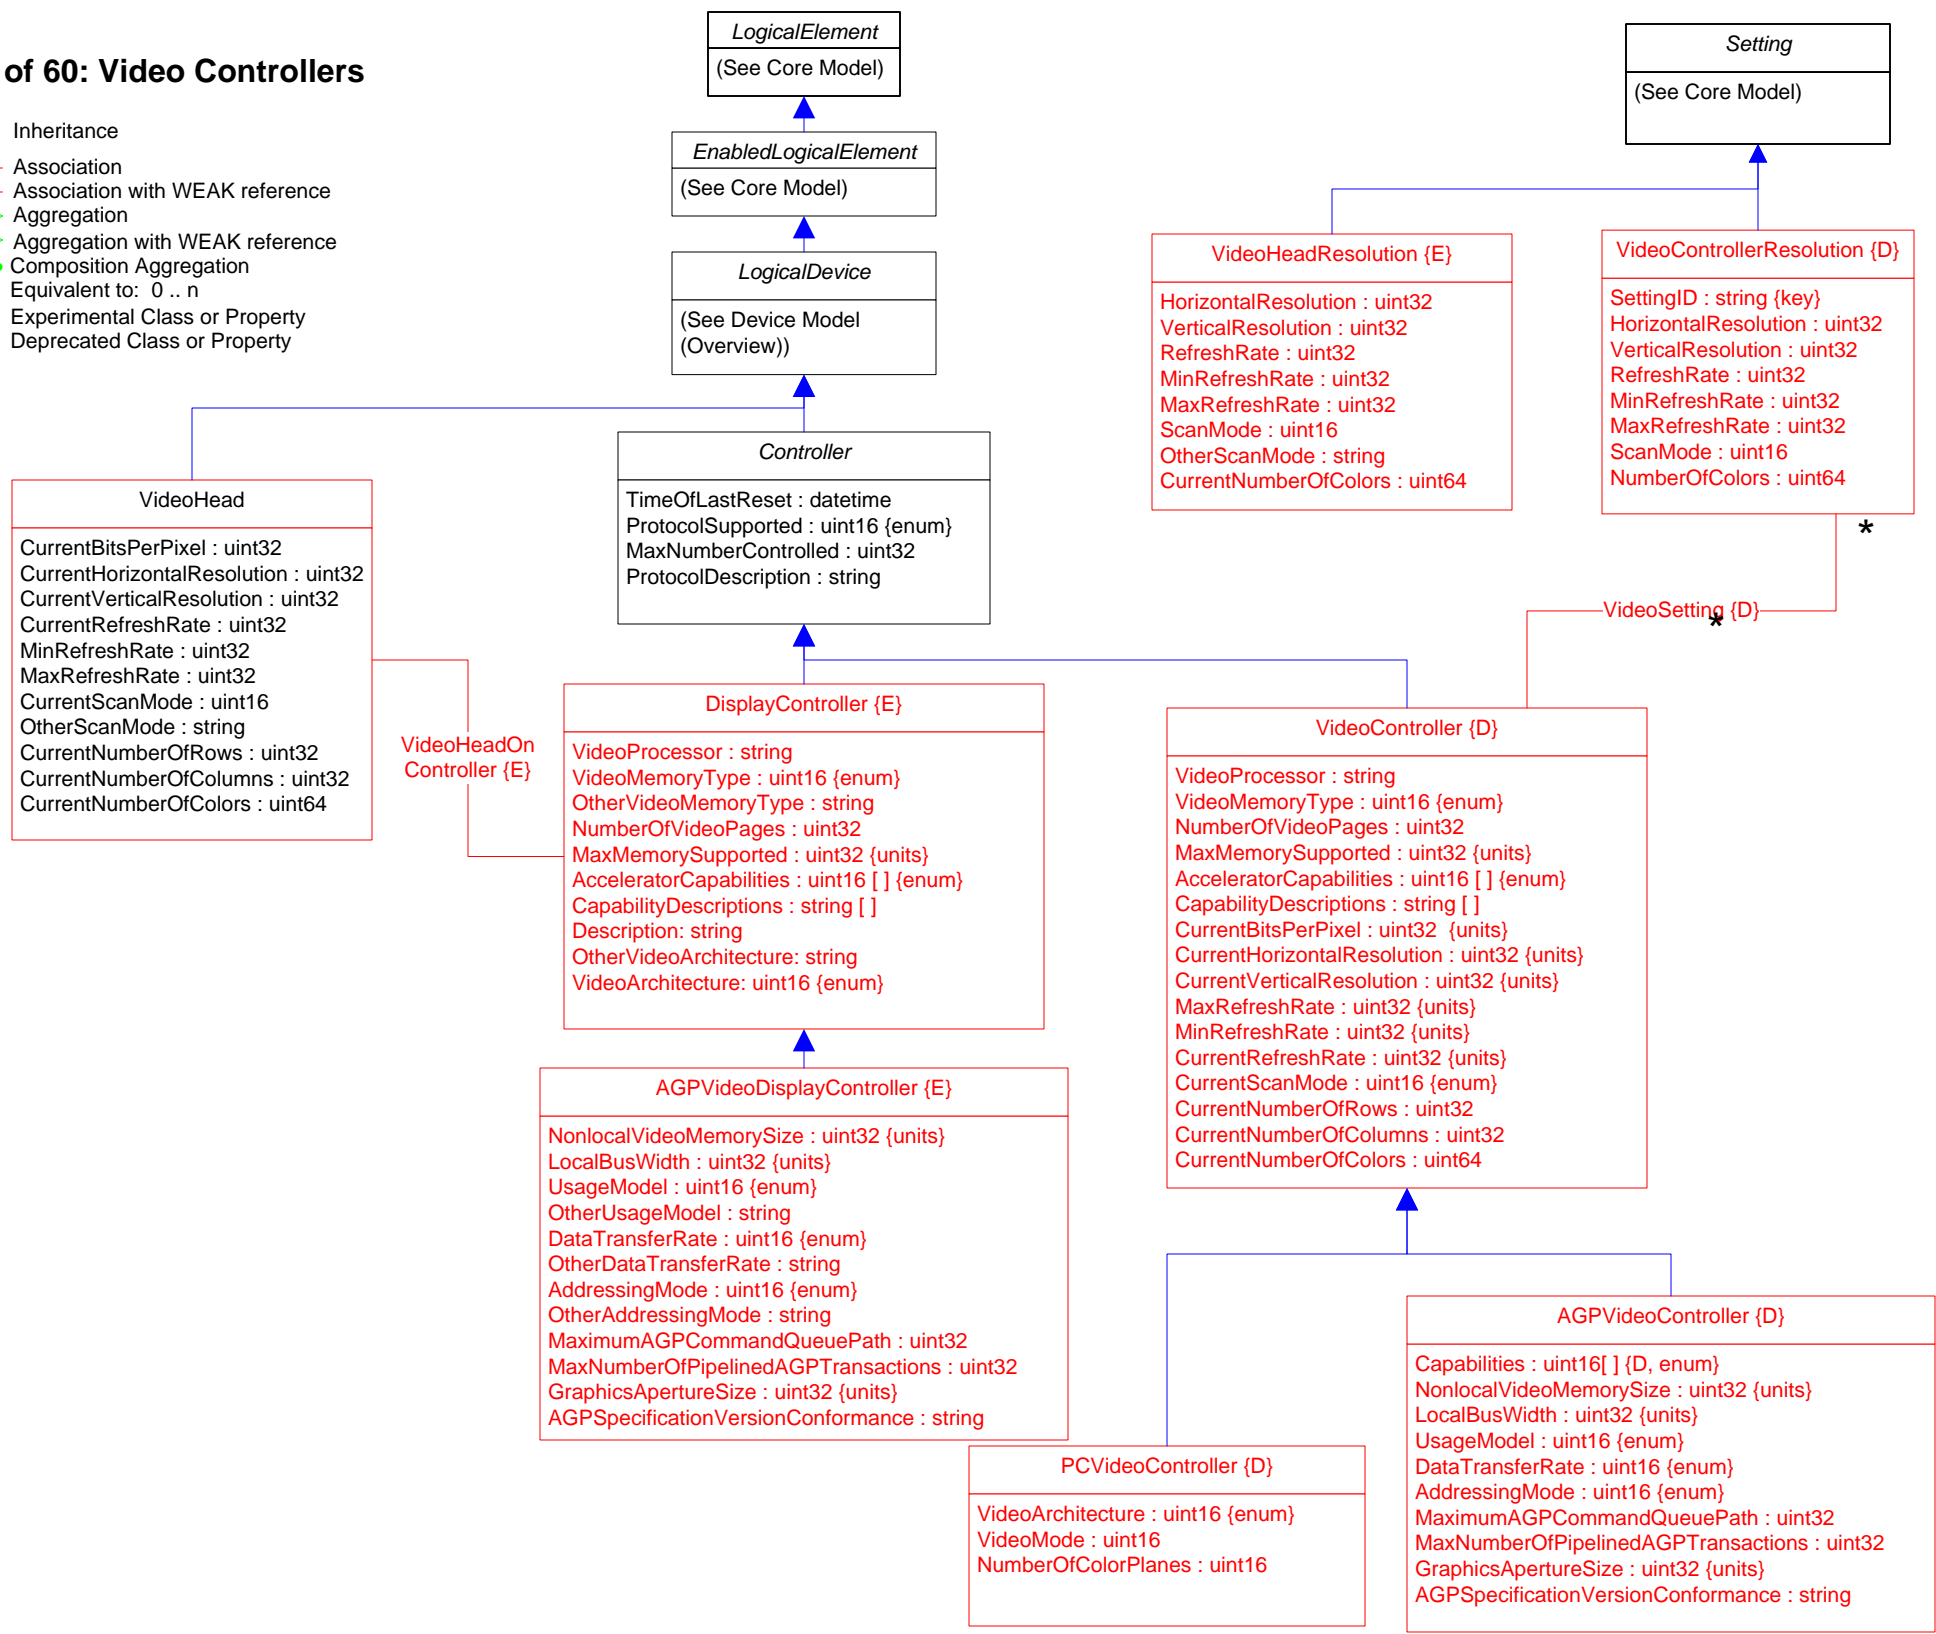 of 60: Video Controllers
Inheritance
Association
Association with WEAK reference
Aggregation
Aggregation with WEAK reference
Composition Aggregation
Equivalent to: 0 .. n
Experimental Class or Property
Deprecated Class or Property
LogicalElement
(See Core Model)
EnabledLogicalElement
(See Core Model)
LogicalDevice
(See Device Model
(Overview))
Setting
(See Core Model)
VideoHeadResolution {E}
HorizontalResolution : uint32
VerticalResolution : uint32
RefreshRate : uint32
MinRefreshRate : uint32
MaxRefreshRate : uint32
ScanMode : uint16
OtherScanMode : string
CurrentNumberOfColors : uint64
VideoControllerResolution {D}
SettingID : string {key}
HorizontalResolution : uint32
VerticalResolution : uint32
RefreshRate : uint32
MinRefreshRate : uint32
MaxRefreshRate : uint32
ScanMode : uint16
NumberOfColors : uint64
*
VideoSetting {D}
*
Controller
TimeOfLastReset : datetime
ProtocolSupported : uint16 {enum}
MaxNumberControlled : uint32
ProtocolDescription : string
VideoHead
CurrentBitsPerPixel : uint32
CurrentHorizontalResolution : uint32
CurrentVerticalResolution : uint32
CurrentRefreshRate : uint32
MinRefreshRate : uint32
MaxRefreshRate : uint32
CurrentScanMode : uint16
OtherScanMode : string
CurrentNumberOfRows : uint32
CurrentNumberOfColumns : uint32
CurrentNumberOfColors : uint64
VideoHeadOn
Controller {E}
DisplayController {E}
VideoProcessor : string
VideoMemoryType : uint16 {enum}
OtherVideoMemoryType : string
NumberOfVideoPages : uint32
MaxMemorySupported : uint32 {units}
AcceleratorCapabilities : uint16 [ ] {enum}
CapabilityDescriptions : string [ ]
Description: string
OtherVideoArchitecture: string
VideoArchitecture: uint16 {enum}
VideoController {D}
VideoProcessor : string
VideoMemoryType : uint16 {enum}
NumberOfVideoPages : uint32
MaxMemorySupported : uint32 {units}
AcceleratorCapabilities : uint16 [ ] {enum}
CapabilityDescriptions : string [ ]
CurrentBitsPerPixel : uint32 {units}
CurrentHorizontalResolution : uint32 {units}
CurrentVerticalResolution : uint32 {units}
MaxRefreshRate : uint32 {units}
MinRefreshRate : uint32 {units}
CurrentRefreshRate : uint32 {units}
CurrentScanMode : uint16 {enum}
CurrentNumberOfRows : uint32
CurrentNumberOfColumns : uint32
CurrentNumberOfColors : uint64
AGPVideoDisplayController {E}
NonlocalVideoMemorySize : uint32 {units}
LocalBusWidth : uint32 {units}
UsageModel : uint16 {enum}
OtherUsageModel : string
DataTransferRate : uint16 {enum}
OtherDataTransferRate : string
AddressingMode : uint16 {enum}
OtherAddressingMode : string
MaximumAGPCommandQueuePath : uint32
MaxNumberOfPipelinedAGPTransactions : uint32
GraphicsApertureSize : uint32 {units}
AGPSpecificationVersionConformance : string
PCVideoController {D}
VideoArchitecture : uint16 {enum}
VideoMode : uint16
NumberOfColorPlanes : uint16
AGPVideoController {D}
Capabilities : uint16[ ] {D, enum}
NonlocalVideoMemorySize : uint32 {units}
LocalBusWidth : uint32 {units}
UsageModel : uint16 {enum}
DataTransferRate : uint16 {enum}
AddressingMode : uint16 {enum}
MaximumAGPCommandQueuePath : uint32
MaxNumberOfPipelinedAGPTransactions : uint32
GraphicsApertureSize : uint32 {units}
AGPSpecificationVersionConformance : string